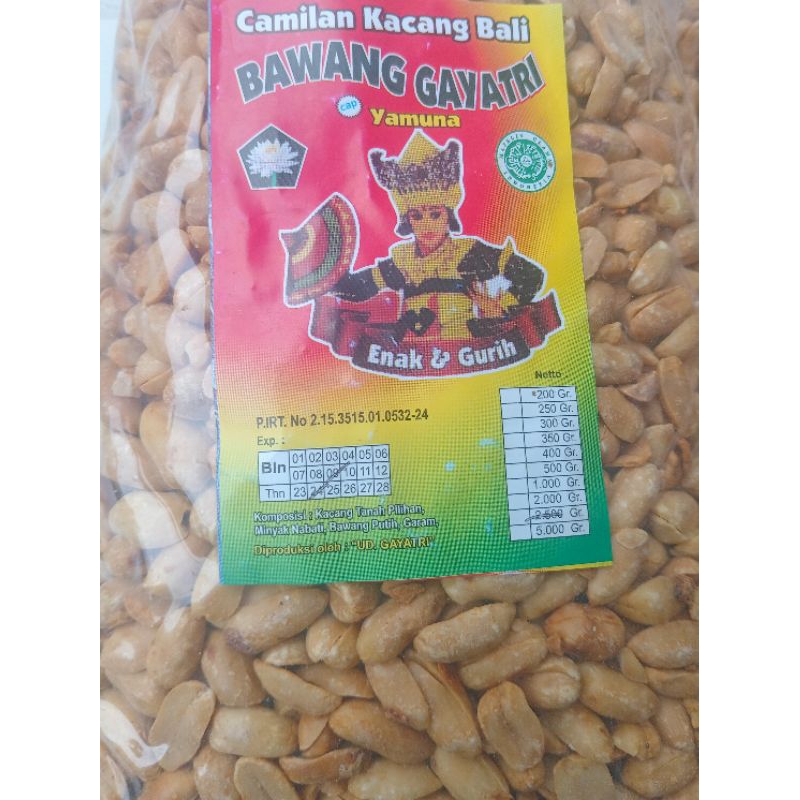 Camilan Kacang Bali
BAWANG GAYATRI
cap
Yamuna
Enak & Gurih
Netto
200 Gr.
250 Gr.
300 Gr.
350 Gr.
400 Gr.
500 Gr.
1.000 Gr.
2.000 Gr.
2.500 Gr.
5.000 Gr.
P.IRT. No 2.15.3515.01.0532-24
Exp. :
Bln 01 02 03 04 05 06
07 08 09 10 11 12
Thn 23 24 25 26 27 28
Komposisi : Kacang Tanah Pilihan,
Minyak Nabati, Bawang Putih, Garam,
Diproduksi oleh : "UD. GAYATRI"